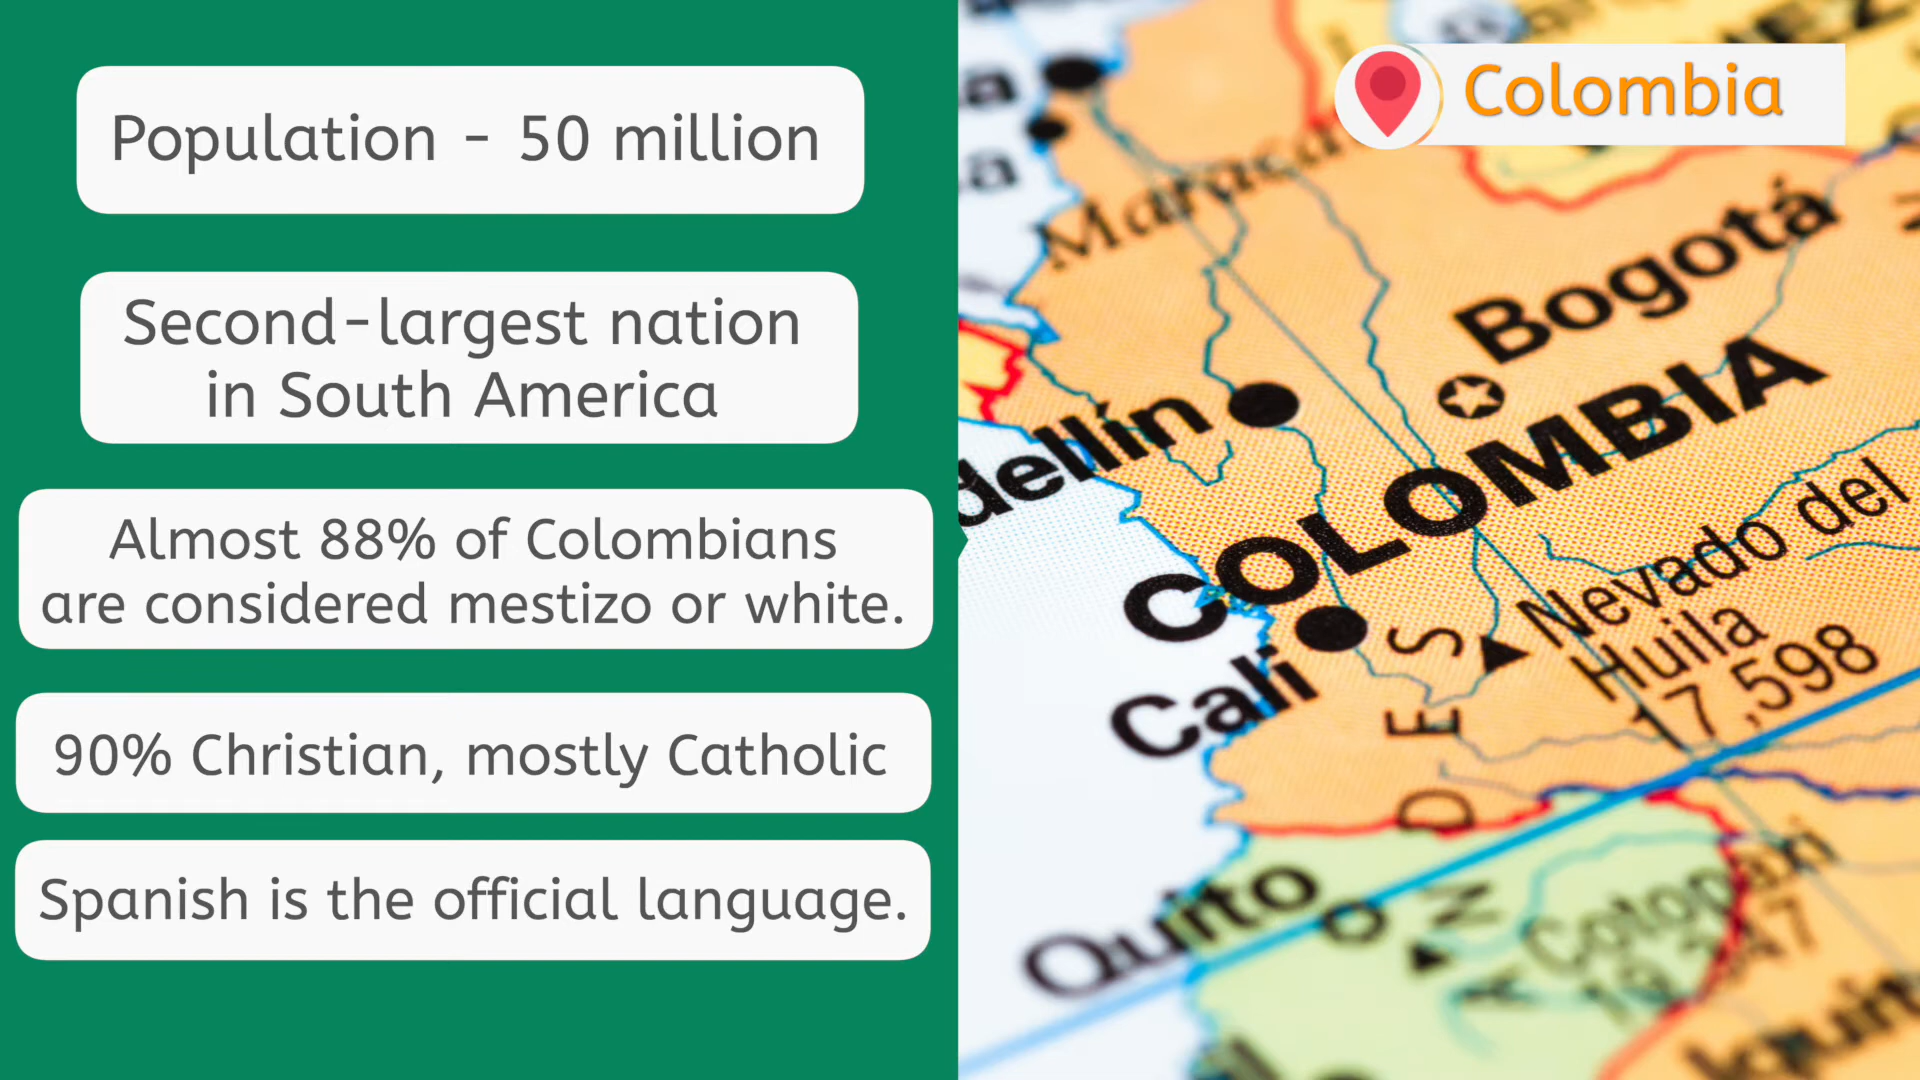 Population - 50 million
Second-largest nation
in South America
Almost 88% of Colombians
are considered mestizo or white.
90% Christian, mostly Catholic
Spanish is the official language.
Colombia
Maracai
Bogotá
dellín
COLOMBIA
Nevado del
Huila
17,598
Cali
A N D E S
Quito
Cotopaxi